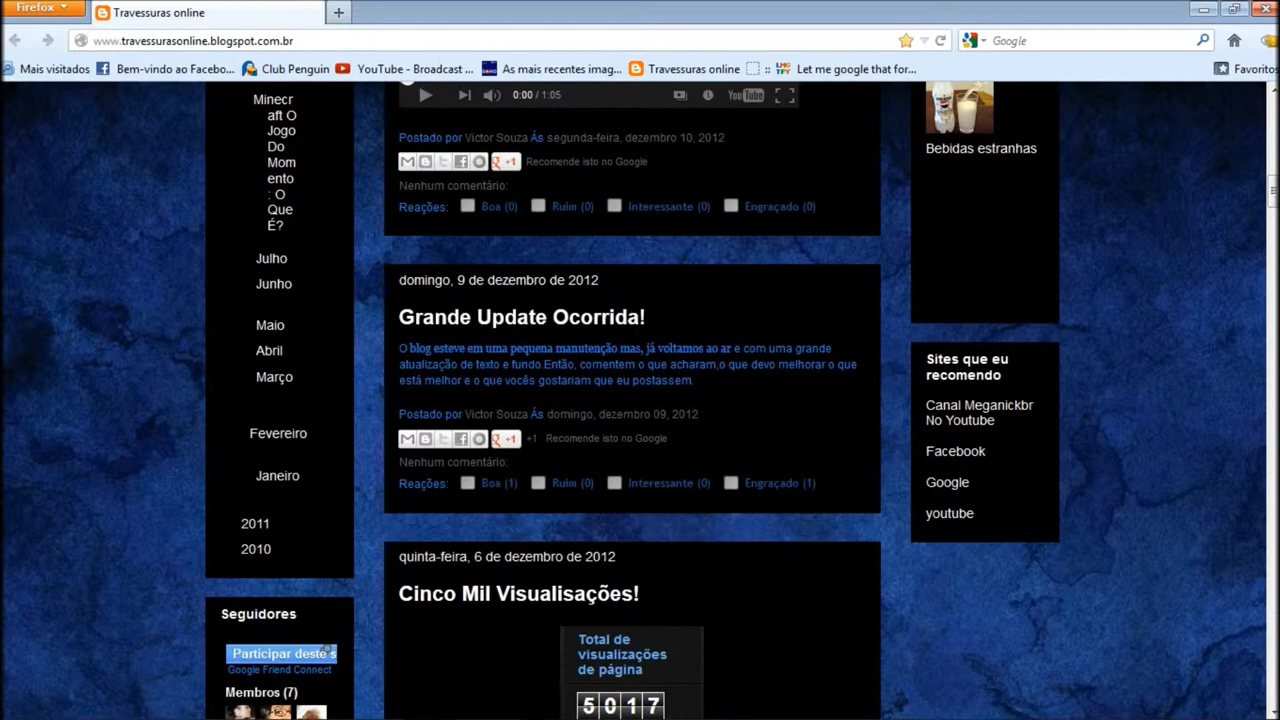 Firefox
Travessuras online
www.travessurasonline.blogspot.com.br
Google
Mais visitados
Bem-vindo ao Facebo...
Club Penguin
YouTube - Broadcast ...
As mais recentes imag...
Travessuras online
::
LMG TFY
Let me google that for...
Favoritos
Minecr
aft O
Jogo
Do
Mom
ento
: O
Que
É?
Julho
Junho
Maio
Abril
Março
Fevereiro
Janeiro
2011
2010
Seguidores
Participar deste s
Google Friend Connect
Membros (7)
0:00 / 1:05
YouTube
Postado por Victor Souza Ás segunda-feira, dezembro 10, 2012
+1 Recomende isto no Google
Nenhum comentário:
Reações: Boa (0) Ruim (0) Interessante (0) Engraçado (0)
domingo, 9 de dezembro de 2012
Grande Update Ocorrida!
O blog esteve em uma pequena manutenção mas, já voltamos ao ar e com uma grande
atualização de texto e fundo.Então, comentem o que acharam,o que devo melhorar o que
está melhor e o que vocês gostariam que eu postassem.
Postado por Victor Souza Ás domingo, dezembro 09, 2012
+1 +1 Recomende isto no Google
Nenhum comentário:
Reações: Boa (1) Ruim (0) Interessante (0) Engraçado (1)
quinta-feira, 6 de dezembro de 2012
Cinco Mil Visualisações!
Total de
visualizações
de página
5017
Bebidas estranhas
Sites que eu
recomendo
Canal Meganickbr
No Youtube
Facebook
Google
youtube